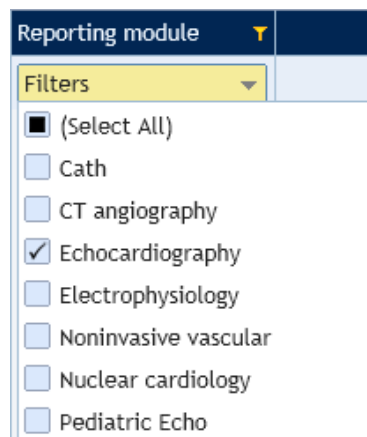 Reporting module
Filters
(Select All)
Cath
CT angiography
Echocardiography
Electrophysiology
Noninvasive vascular
Nuclear cardiology
Pediatric Echo